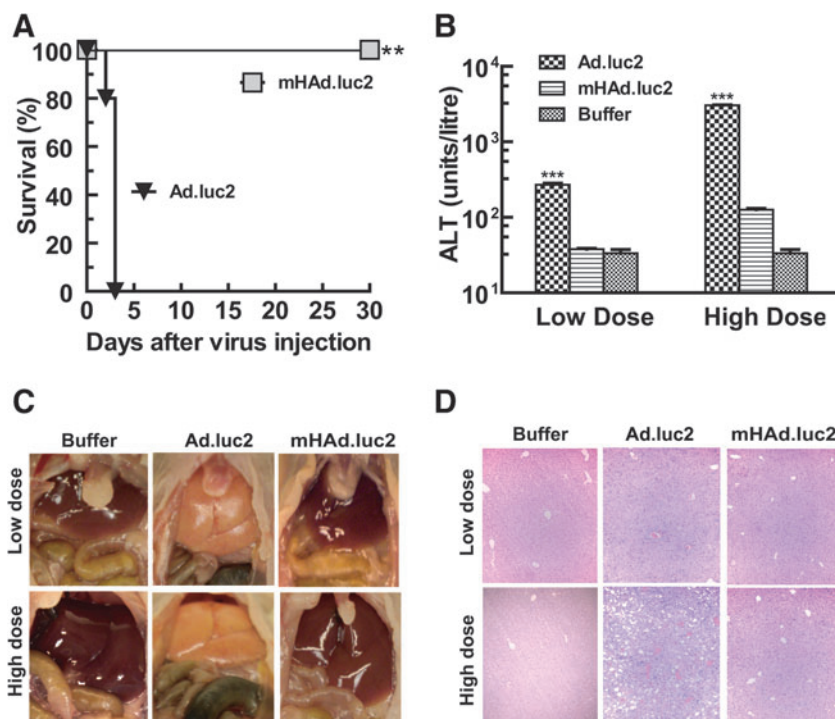 A
100
80
60
40
20
0
Survival (%)
**
mHAd.luc2
Ad.luc2
0 5 10 15 20 25 30
Days after virus injection
B
Ad.luc2
mHAd.luc2
Buffer
10⁴
10³
10²
10¹
ALT (units/litre)
***
***
Low Dose High Dose
C
Buffer Ad.luc2 mHAd.luc2
Low dose
High dose
D
Buffer Ad.luc2 mHAd.luc2
Low dose
High dose